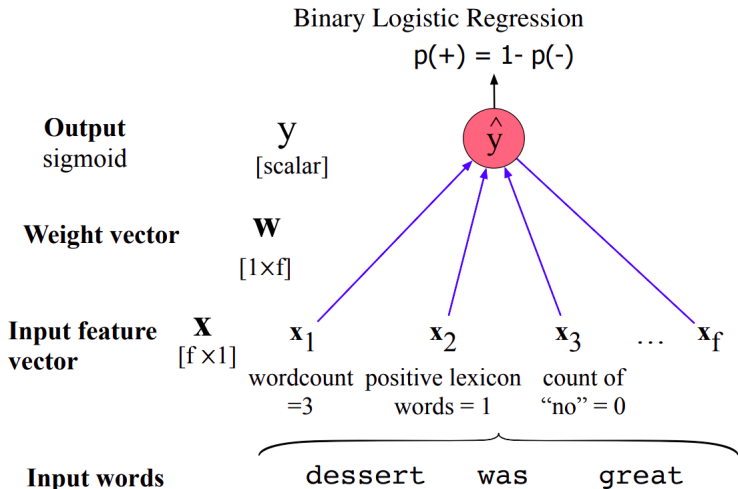 Binary Logistic Regression
p(+) = 1- p(-)
Output
sigmoid
y
[scalar]
ŷ
Weight vector
w
[1×f]
Input feature
vector
x
[f ×1]
x1
x2
x3
…
xf
wordcount
=3
positive lexicon
words = 1
count of
“no” = 0
Input words
dessert was great